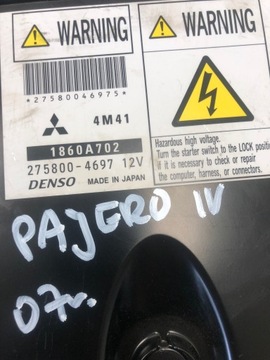 WARNING
WARNING
*27580046975*
4M41
1860A702
275800-4697 12V
DENSO MADE IN JAPAN
Hazardous high voltage.
Turn the starter switch to the LOCK positi
if it is necessary to check or repair
the computer, harness, or connectors.
PAJERO IV
07r.